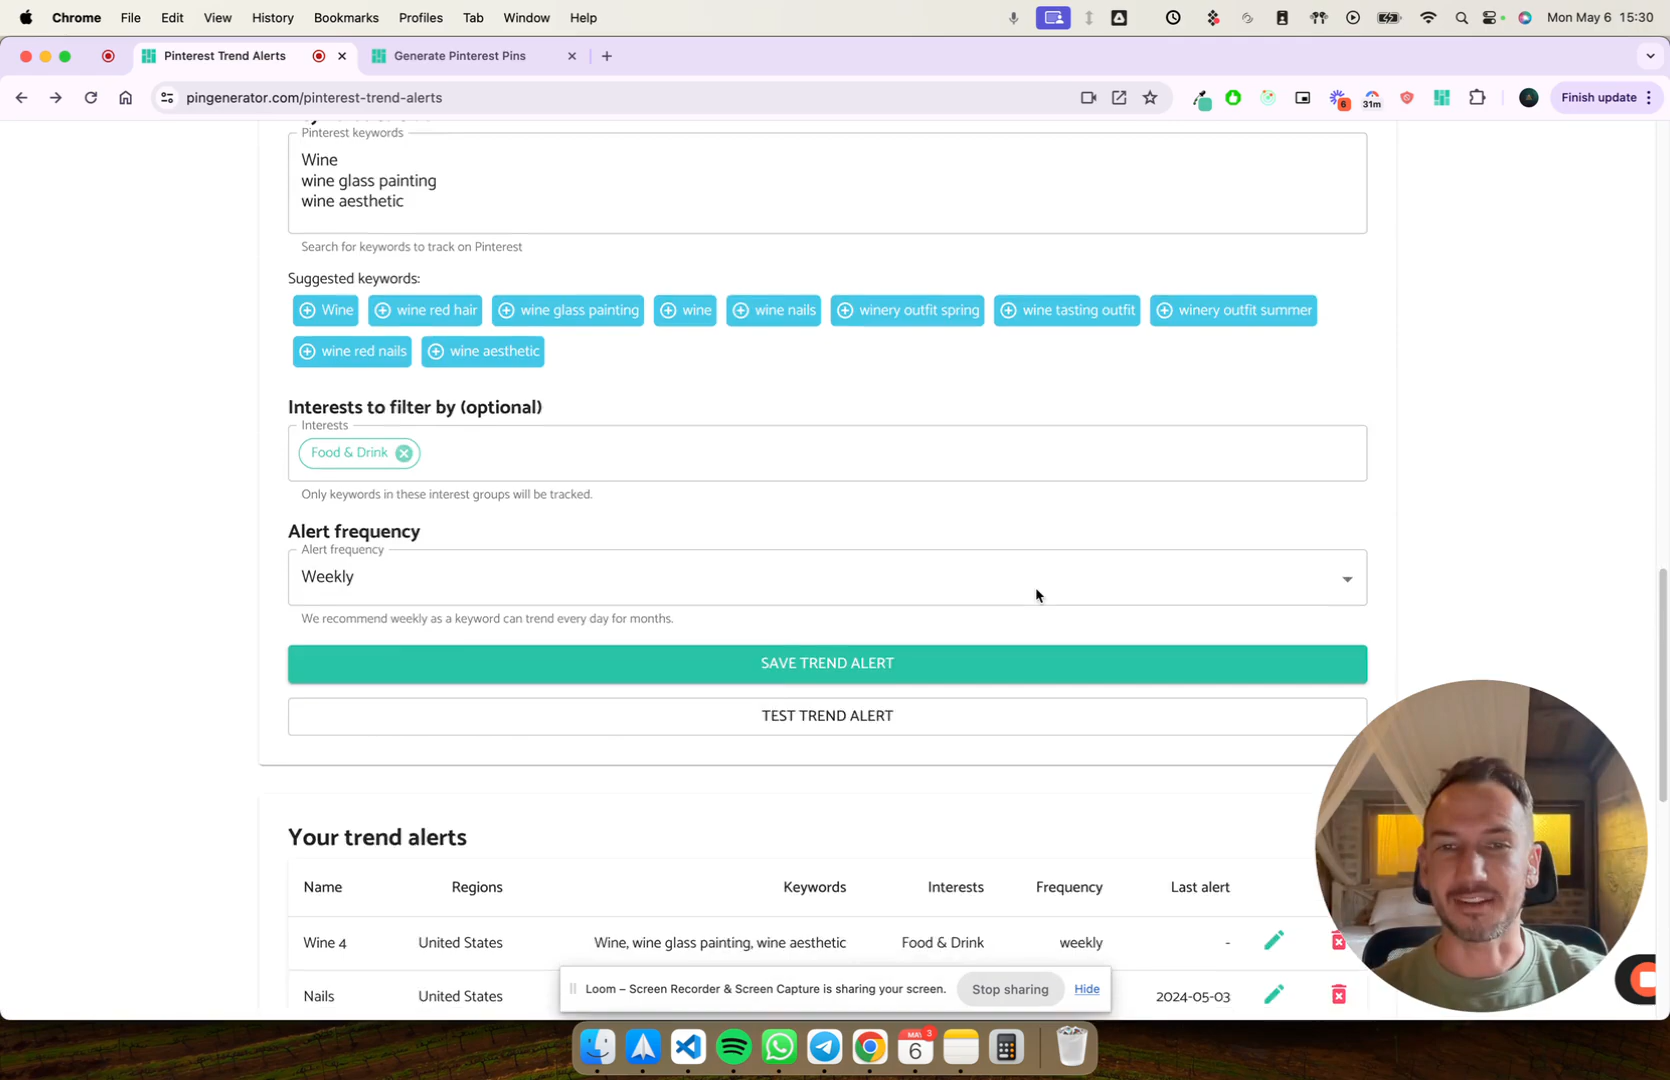 Chrome File Edit View History Bookmarks Profiles Tab Window Help Mon May 6 15:30
Pinterest Trend Alerts Generate Pinterest Pins
pingenerator.com/pinterest-trend-alerts 6 31m Finish update
Pinterest keywords
Wine
wine glass painting
wine aesthetic
Search for keywords to track on Pinterest
Suggested keywords:
Wine wine red hair wine glass painting wine wine nails winery outfit spring wine tasting outfit winery outfit summer
wine red nails wine aesthetic
Interests to filter by (optional)
Interests
Food & Drink
Only keywords in these interest groups will be tracked.
Alert frequency
Alert frequency
Weekly
We recommend weekly as a keyword can trend every day for months.
SAVE TREND ALERT
TEST TREND ALERT
Your trend alerts
Name Regions Keywords Interests Frequency Last alert
Wine 4 United States Wine, wine glass painting, wine aesthetic Food & Drink weekly -
Nails United States 2024-05-03
Loom – Screen Recorder & Screen Capture is sharing your screen. Stop sharing Hide
MAY 6 3